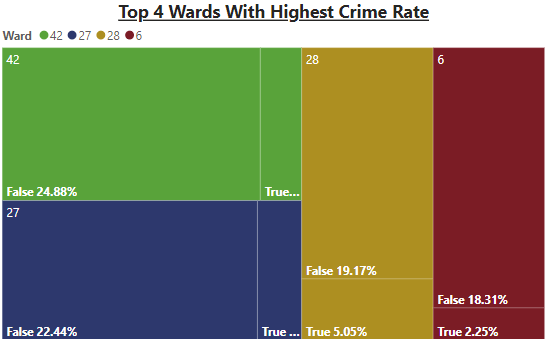 Top 4 Wards With Highest Crime Rate
Ward 42 27 28 6
42
False 24.88%
True...
27
False 22.44%
True ...
28
False 19.17%
True 5.05%
6
False 18.31%
True 2.25%